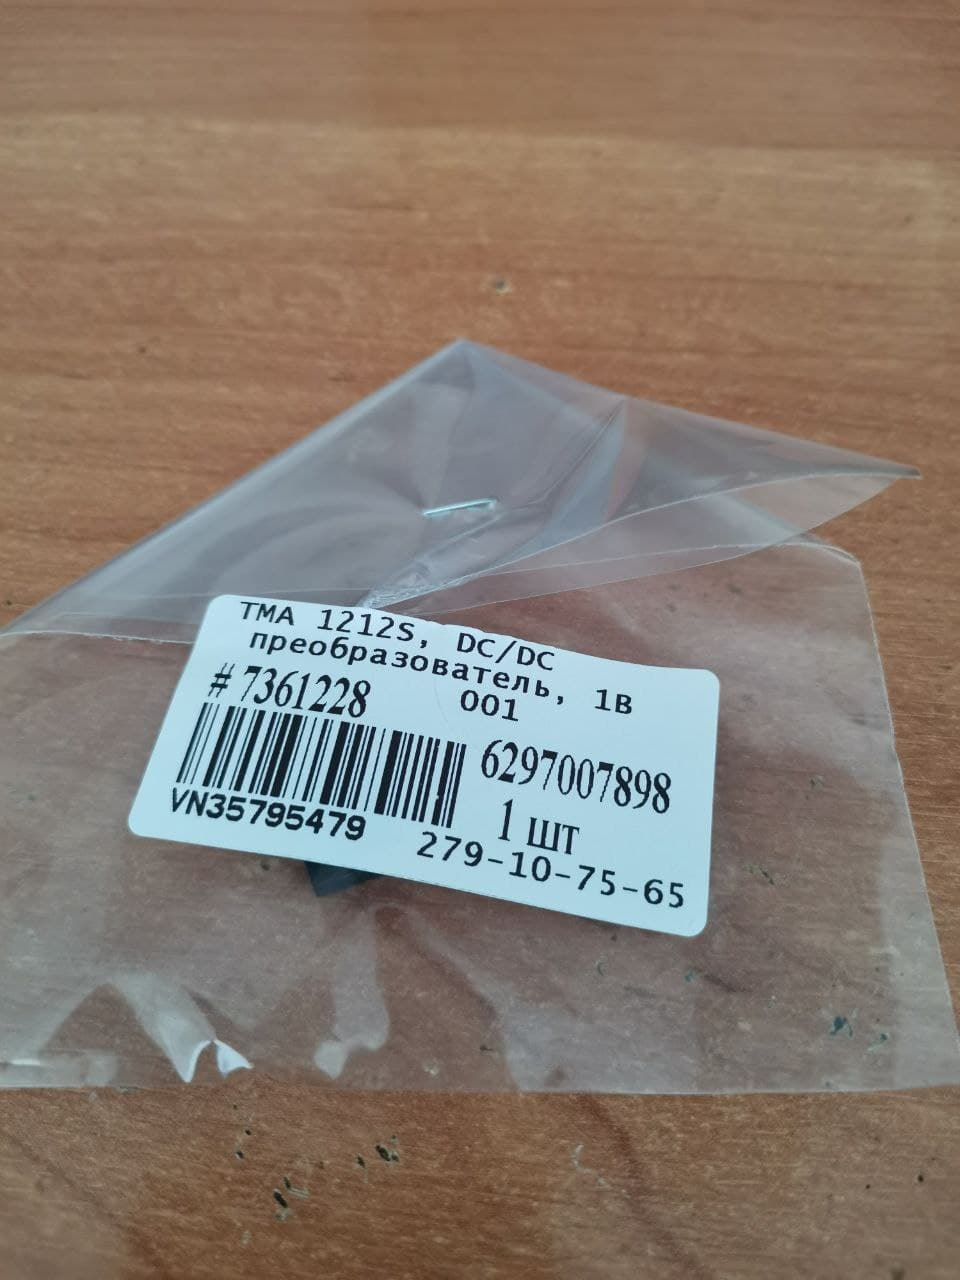 TMA 1212S, DC/DC
преобразователь, 1В
# 7361228 001
6297007898
VN35795479 1 шт
279-10-75-65